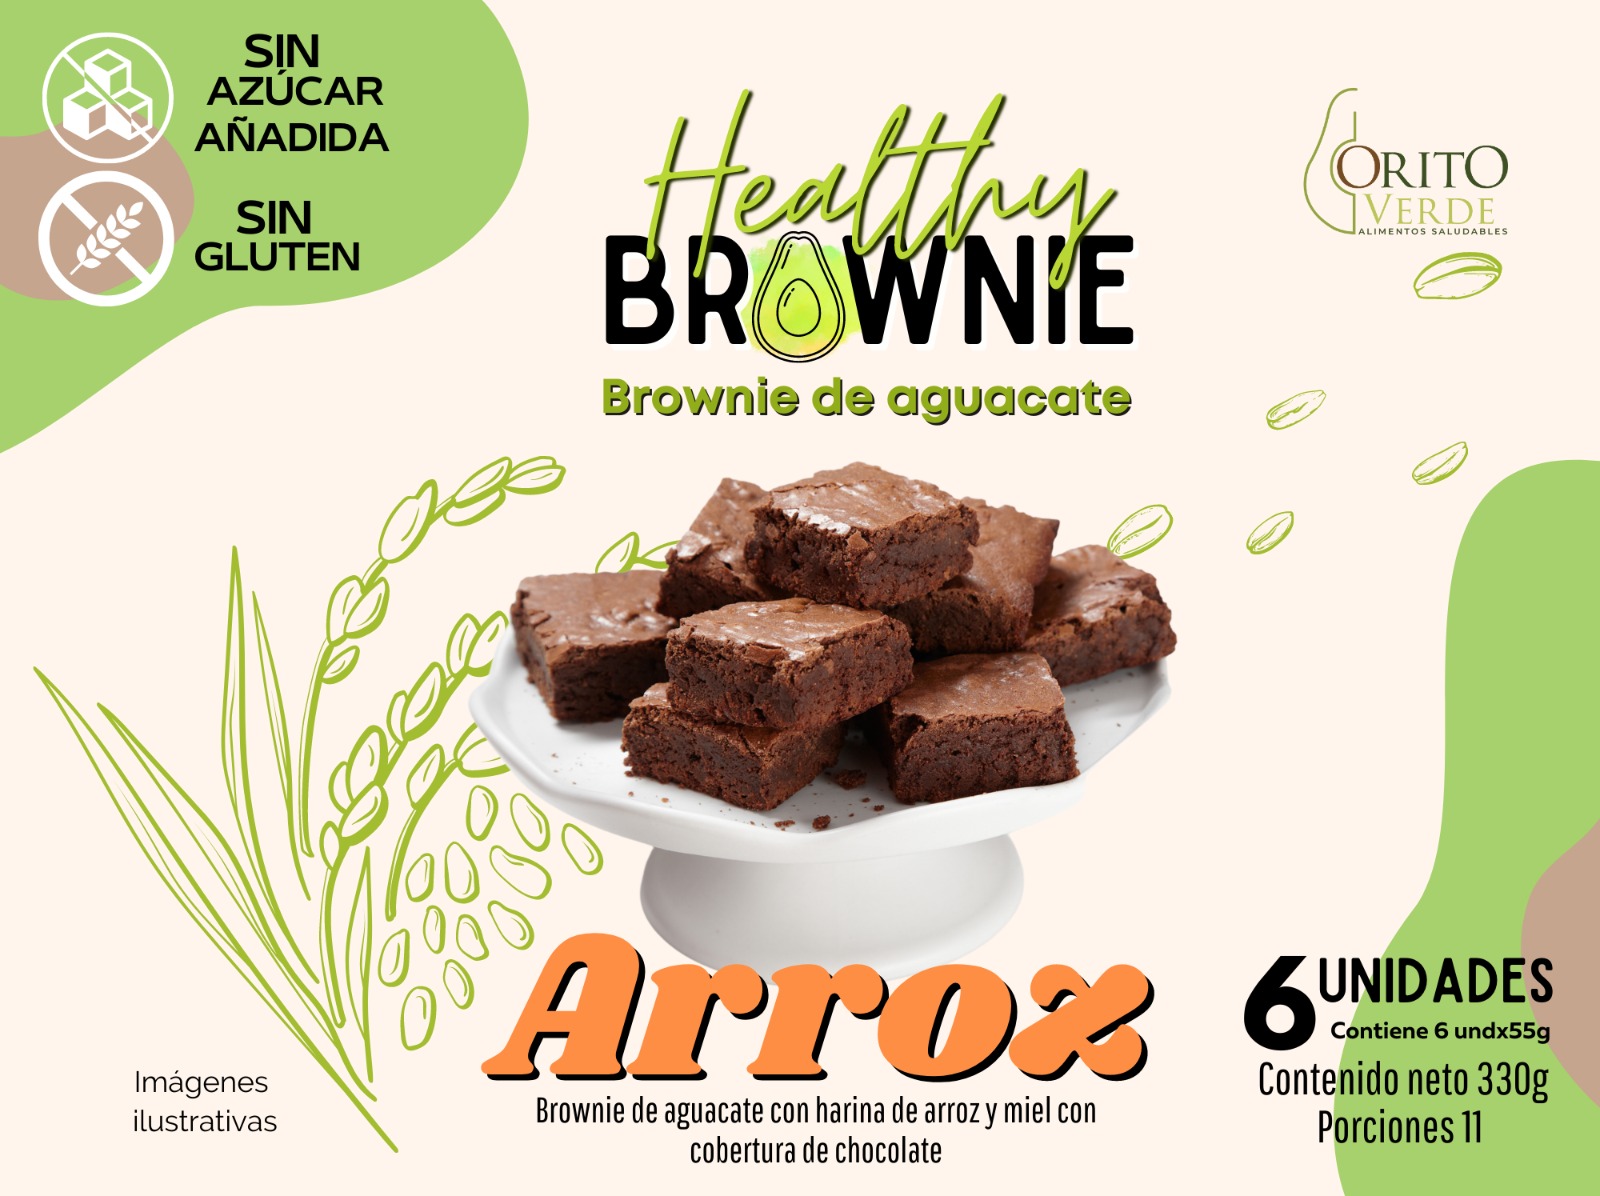 SIN
AZÚCAR
AÑADIDA
SIN
GLUTEN
Healthy
BROWNIE
Brownie de aguacate
ORITO
VERDE
ALIMENTOS SALUDABLES
Arroz
Brownie de aguacate con harina de arroz y miel con
cobertura de chocolate
Imágenes
ilustrativas
6 UNIDADES
Contiene 6 undx55g
Contenido neto 330g
Porciones 11